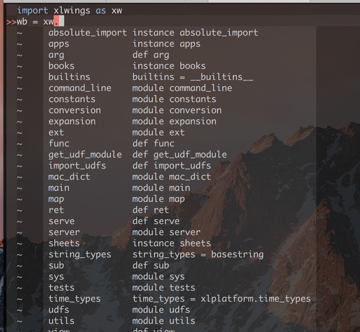 import xlwings as xw
>>wb = xw.
~ absolute_import instance absolute_import
~ apps instance apps
~ arg def arg
~ books instance books
~ builtins builtins = __builtins__
~ command_line module command_line
~ constants module constants
~ conversion module conversion
~ expansion module expansion
~ ext module ext
~ func def func
~ get_udf_module def get_udf_module
~ import_udfs def import_udfs
~ mac_dict module mac_dict
~ main module main
~ map module map
~ ret def ret
~ serve def serve
~ server module server
~ sheets instance sheets
~ string_types string_types = basestring
~ sub def sub
~ sys module sys
~ tests module tests
~ time_types time_types = xlplatform.time_types
~ udfs module udfs
~ utils module utils
view def view